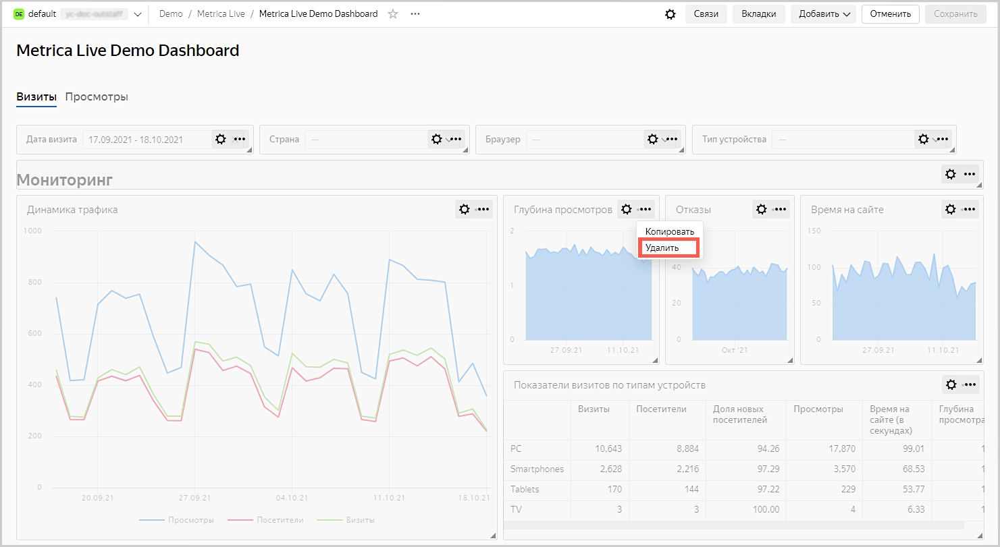 DE default
Demo / Metrica Live / Metrica Live Demo Dashboard
Связи
Вкладки
Добавить
Отменить
Сохранить
Metrica Live Demo Dashboard
Визиты Просмотры
Дата визита 17.09.2021 - 18.10.2021
Страна —
Браузер —
Тип устройства —
Мониторинг
Динамика трафика
1000
800
600
400
200
0
20.09.21 27.09.21 04.10.21 11.10.21 18.10.21
Просмотры Посетители Визиты
Глубина просмотров
Копировать
Удалить
2
1
0
27.09.21 11.10.21
Отказы
40
20
0
Окт '21
Время на сайте
150
100
50
0
27.09.21 11.10.21
Показатели визитов по типам устройств
Визиты Посетители Доля новых посетителей Просмотры Время на сайте (в секундах) Глубина просмотра
PC 10,643 8,884 94.26 17,870 99.01 1
Smartphones 2,628 2,216 97.29 3,570 68.53 1
Tablets 170 144 97.22 229 53.77 1
TV 3 3 100.00 4 6.33 1